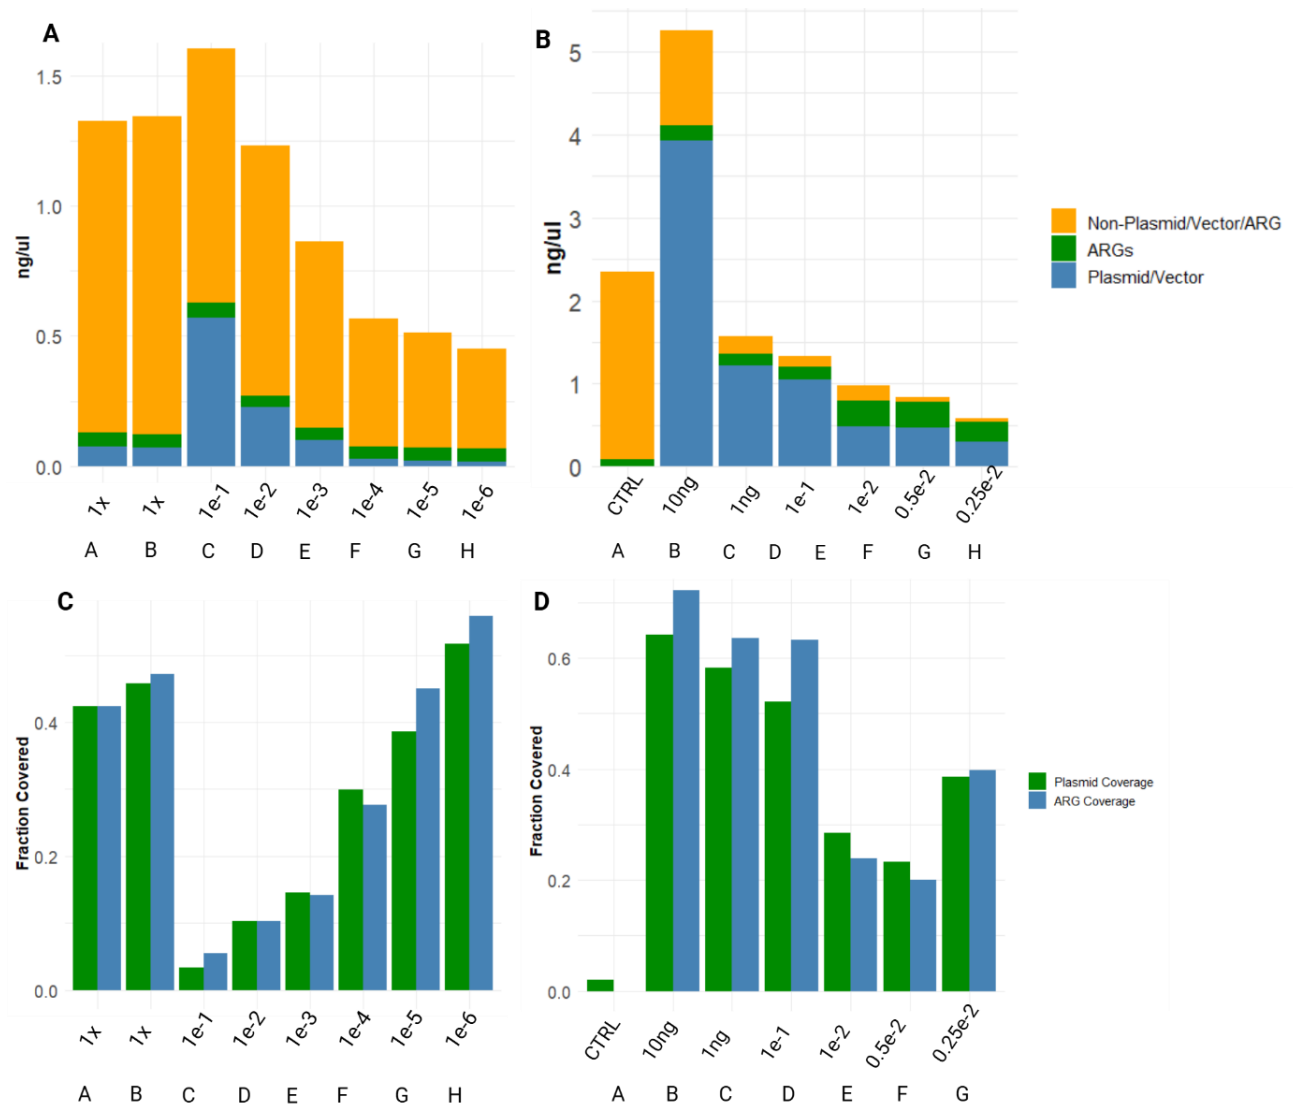 A
1.5
1.0
0.5
0.0
ng/ul
1x 1x 1e-1 1e-2 1e-3 1e-4 1e-5 1e-6
A B C D E F G H
B
5
4
3
2
1
0
ng/ul
CTRL 10ng 1ng 1e-1 1e-2 0.5e-2 0.25e-2
A B C D E F G H
Non-Plasmid/Vector/ARG
ARGs
Plasmid/Vector
C
0.4
0.2
0.0
Fraction Covered
1x 1x 1e-1 1e-2 1e-3 1e-4 1e-5 1e-6
A B C D E F G H
D
0.6
0.4
0.2
0.0
Fraction Covered
CTRL 10ng 1ng 1e-1 1e-2 0.5e-2 0.25e-2
A B C D E F G
Plasmid Coverage
ARG Coverage